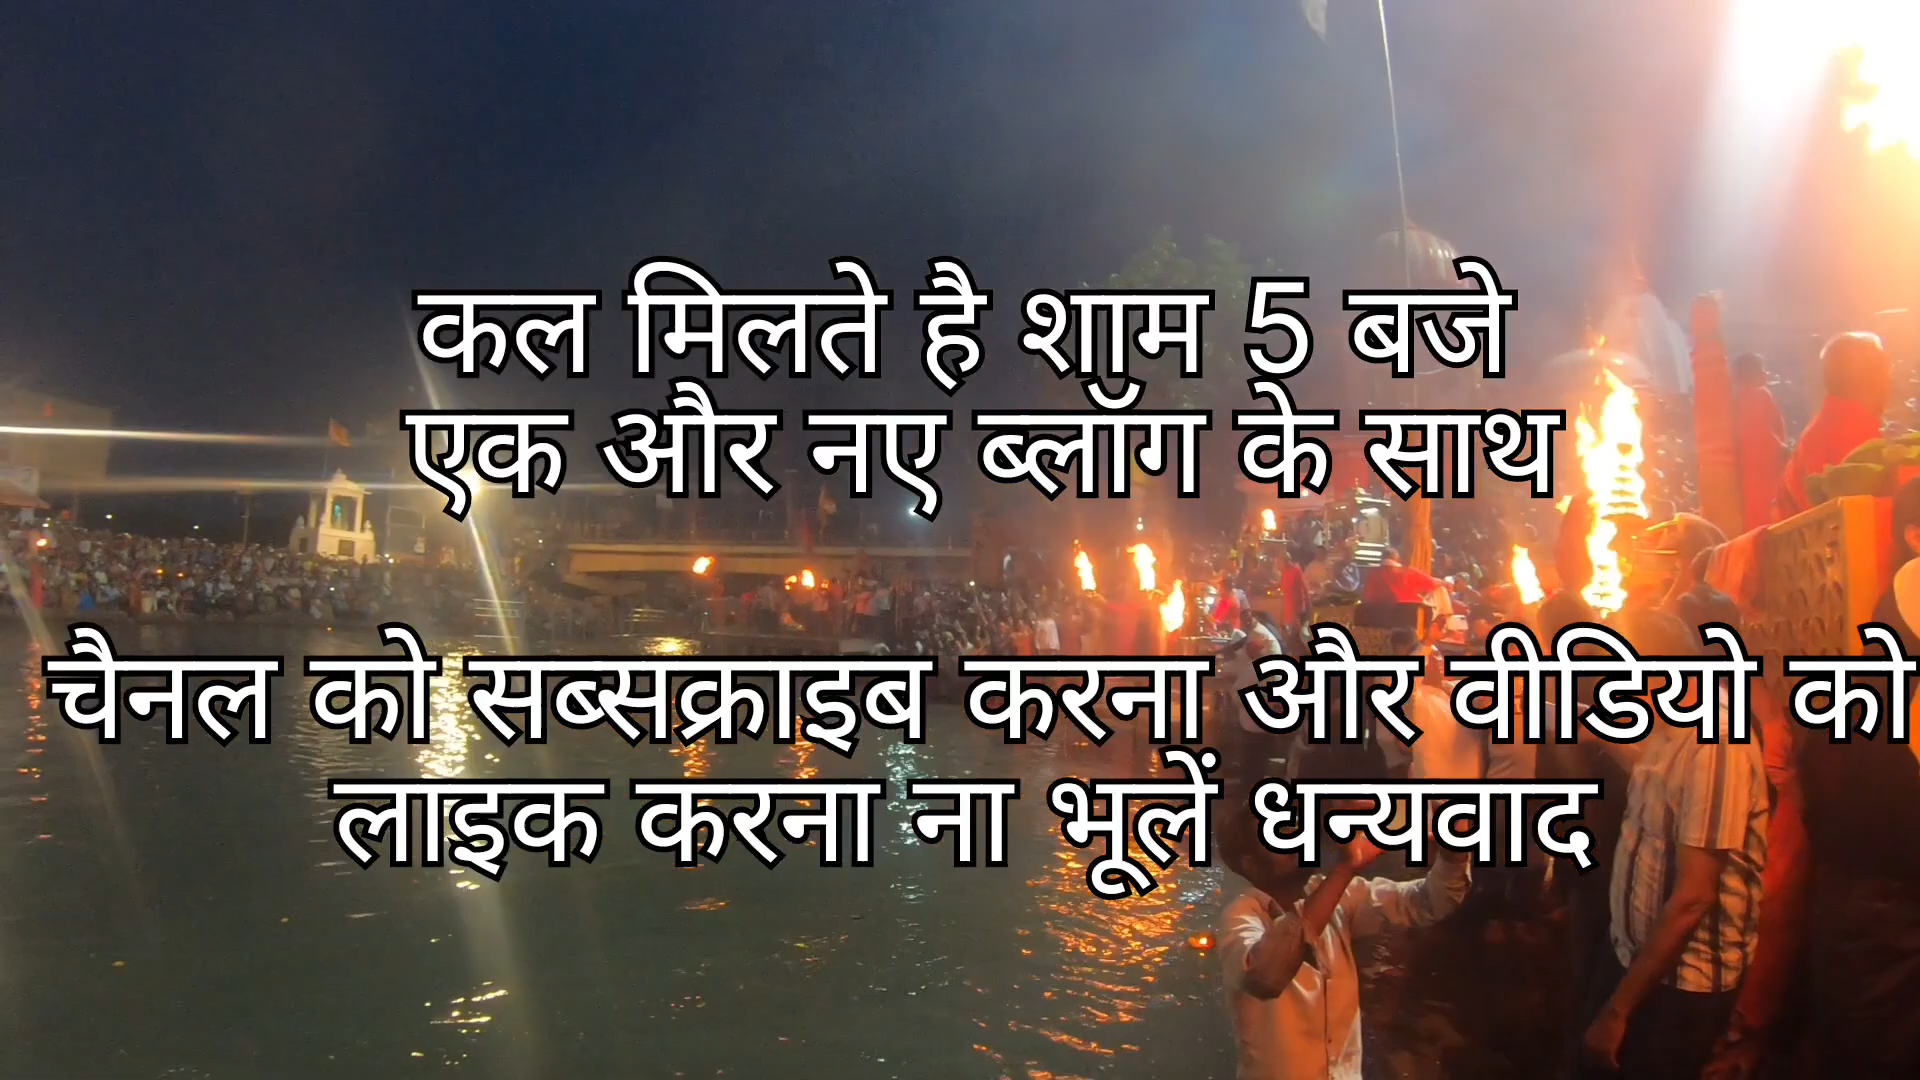 कल मिलते है शाम 5 बजे
एक और नए ब्लॉग के साथ
चैनल को सब्सक्राइब करना और वीडियो को
लाइक करना ना भूलें धन्यवाद